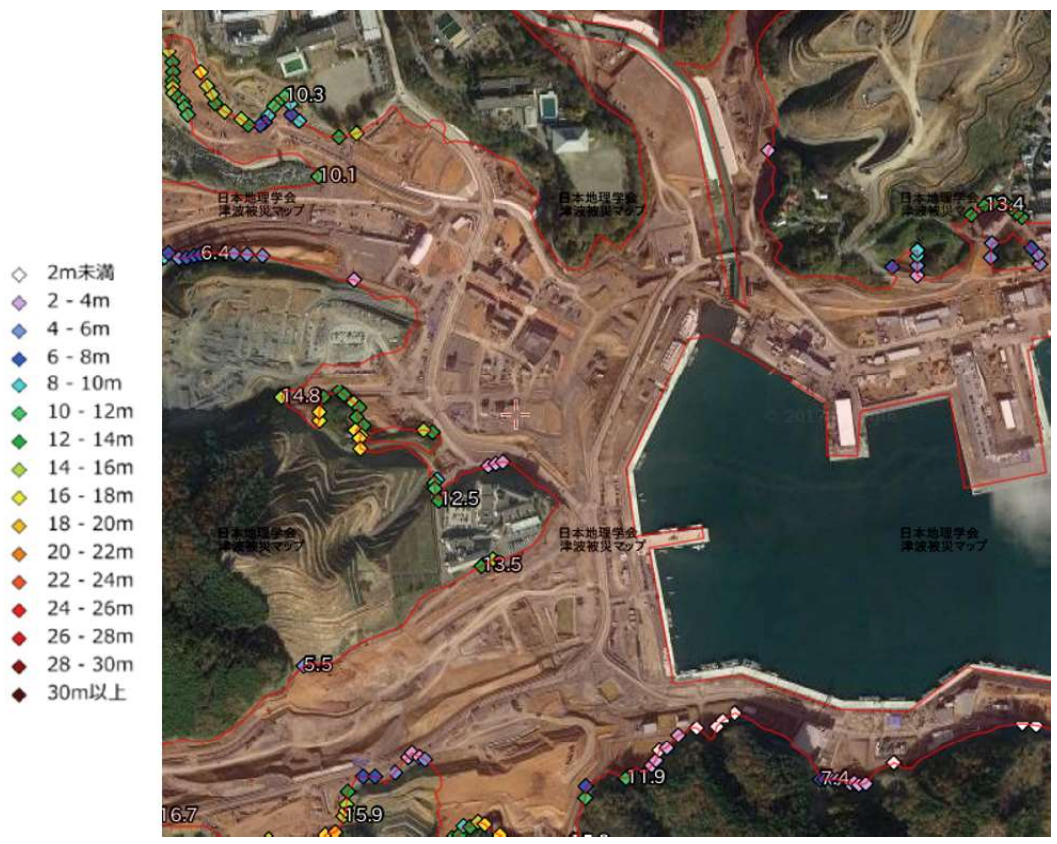 10.3
10.1
日本地理学会
津波被災マップ
日本地理学会
津波被災マップ
日本地理学会
津波被災マップ
13.4
6.4
2m未満
2 - 4m
4 - 6m
6 - 8m
8 - 10m
10 - 12m
12 - 14m
14 - 16m
16 - 18m
18 - 20m
20 - 22m
22 - 24m
24 - 26m
26 - 28m
28 - 30m
30m以上
14.8
12.5
日本地理学会
津波被災マップ
日本地理学会
津波被災マップ
日本地理学会
津波被災マップ
13.5
5.5
11.9
7.4
16.7
15.9